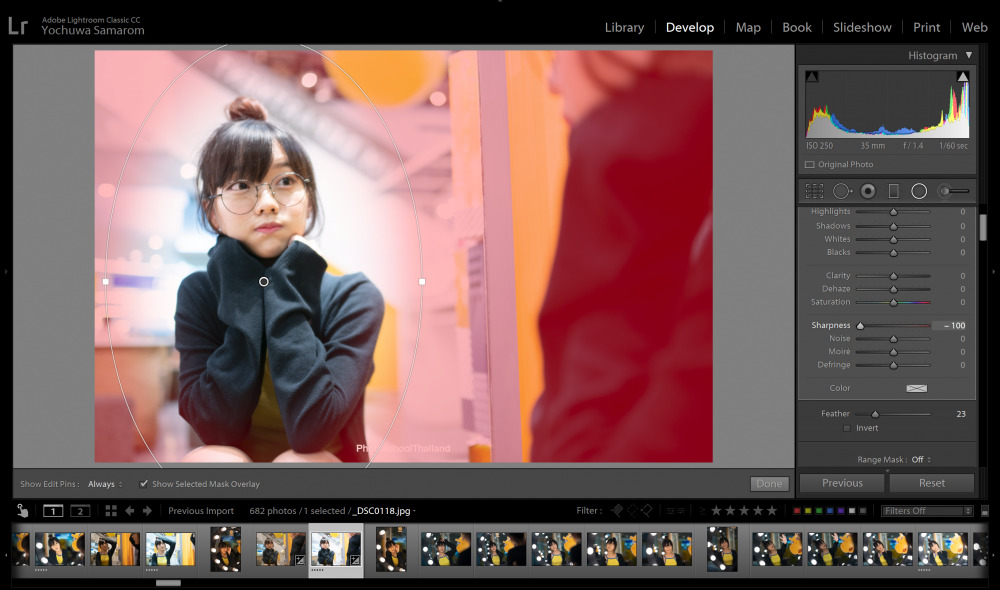 Lr
Adobe Lightroom Classic CC
Yochuwa Samarom
Library Develop Map Book Slideshow Print Web
Histogram
ISO 250 35 mm f / 1.4 1/60 sec
Original Photo
Highlights 0
Shadows 0
Whites 0
Blacks 0
Clarity 0
Dehaze 0
Saturation 0
Sharpness – 100
Noise 0
Moiré 0
Defringe 0
Color
Feather 23
Invert
Range Mask : Off
Show Edit Pins : Always
Show Selected Mask Overlay
Done
Previous Reset
1 2
Previous Import
682 photos / 1 selected / _DSC0118.jpg
Filter :
Filters Off